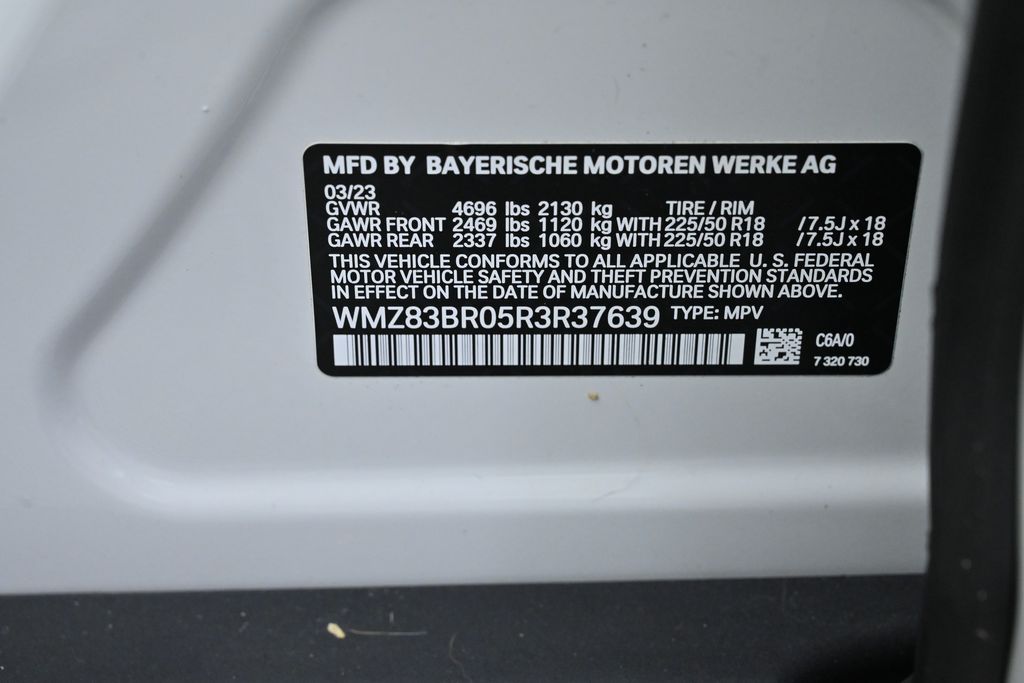 MFD BY BAYERISCHE MOTOREN WERKE AG
03/23
GVWR 4696 lbs 2130 kg TIRE / RIM
GAWR FRONT 2469 lbs 1120 kg WITH 225/50 R18 / 7.5J x 18
GAWR REAR 2337 lbs 1060 kg WITH 225/50 R18 / 7.5J x 18
THIS VEHICLE CONFORMS TO ALL APPLICABLE U. S. FEDERAL
MOTOR VEHICLE SAFETY AND THEFT PREVENTION STANDARDS
IN EFFECT ON THE DATE OF MANUFACTURE SHOWN ABOVE.
WMZ83BR05R3R37639 TYPE: MPV
C6A/0
7 320 730